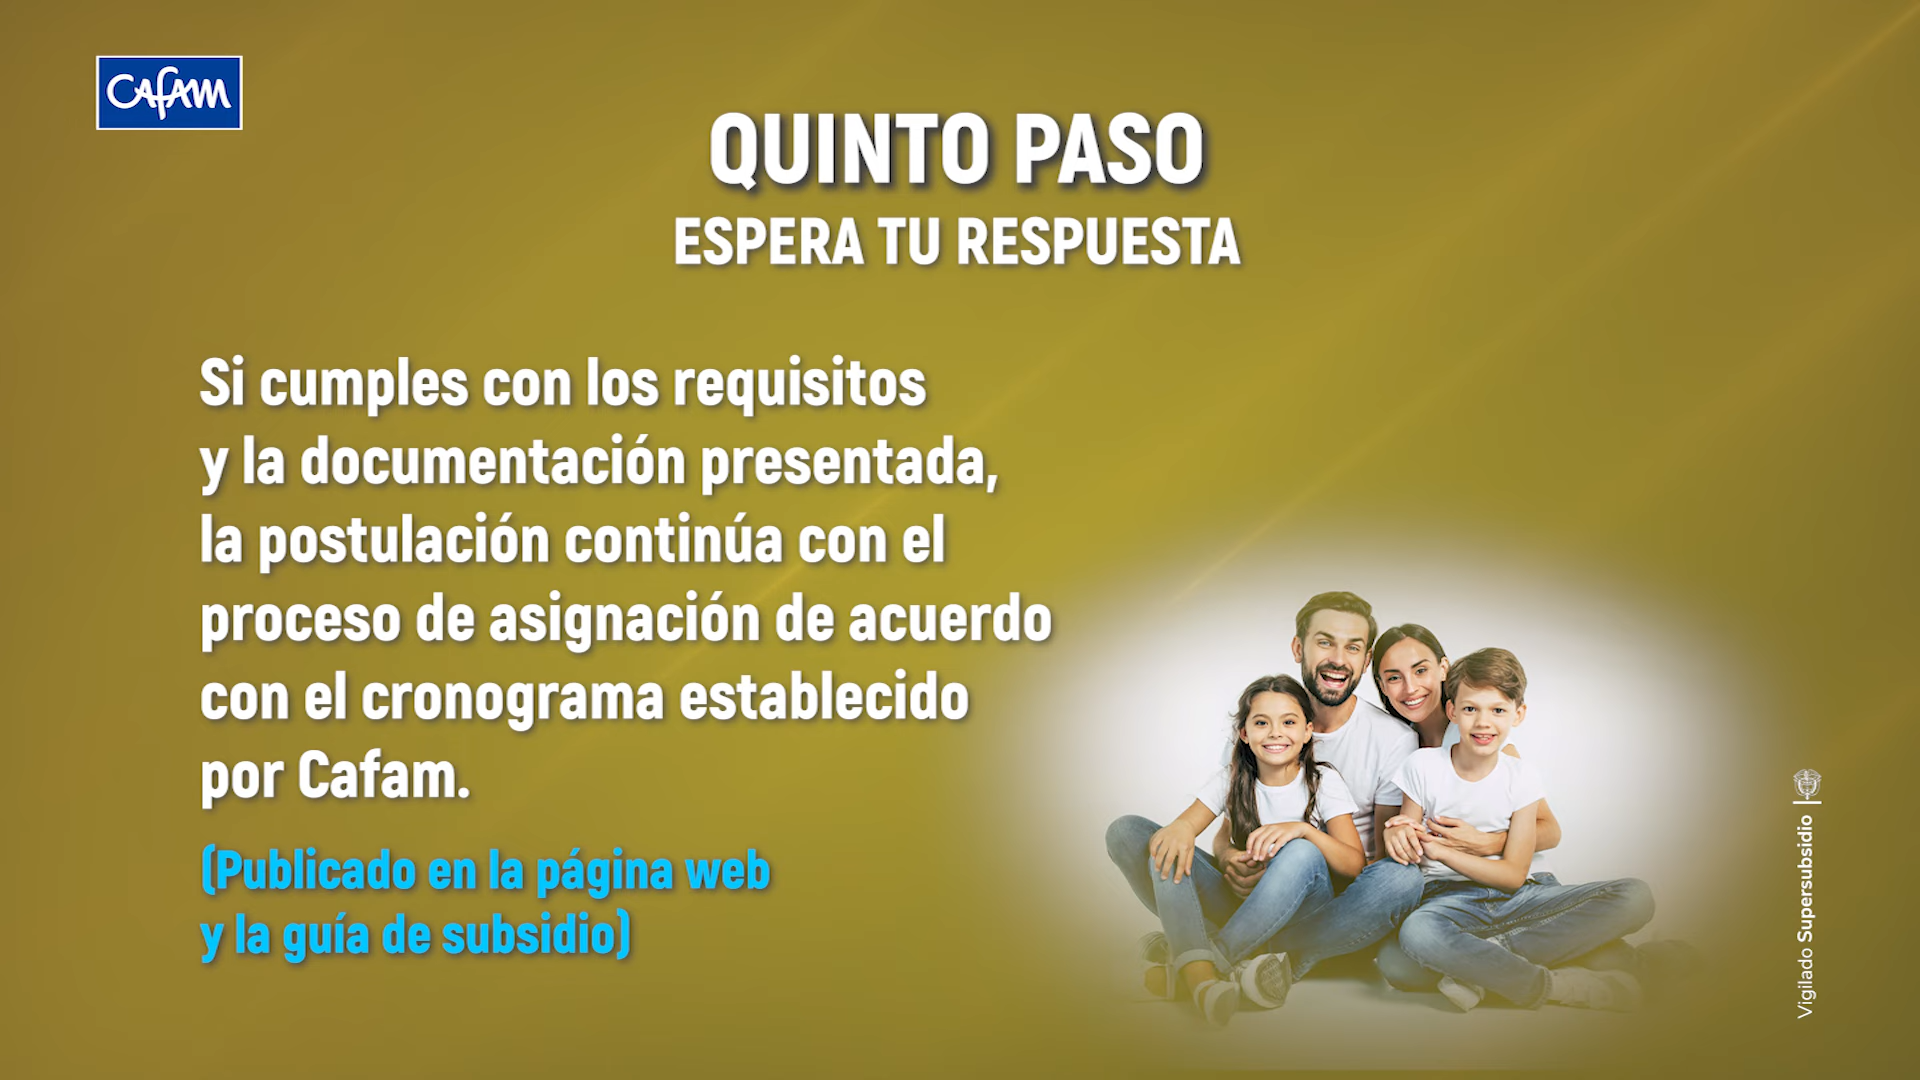 CAFAM
QUINTO PASO
ESPERA TU RESPUESTA
Si cumples con los requisitos
y la documentación presentada,
la postulación continúa con el
proceso de asignación de acuerdo
con el cronograma establecido
por Cafam.
(Publicado en la página web
y la guía de subsidio)
Vigilado Supersubsidio